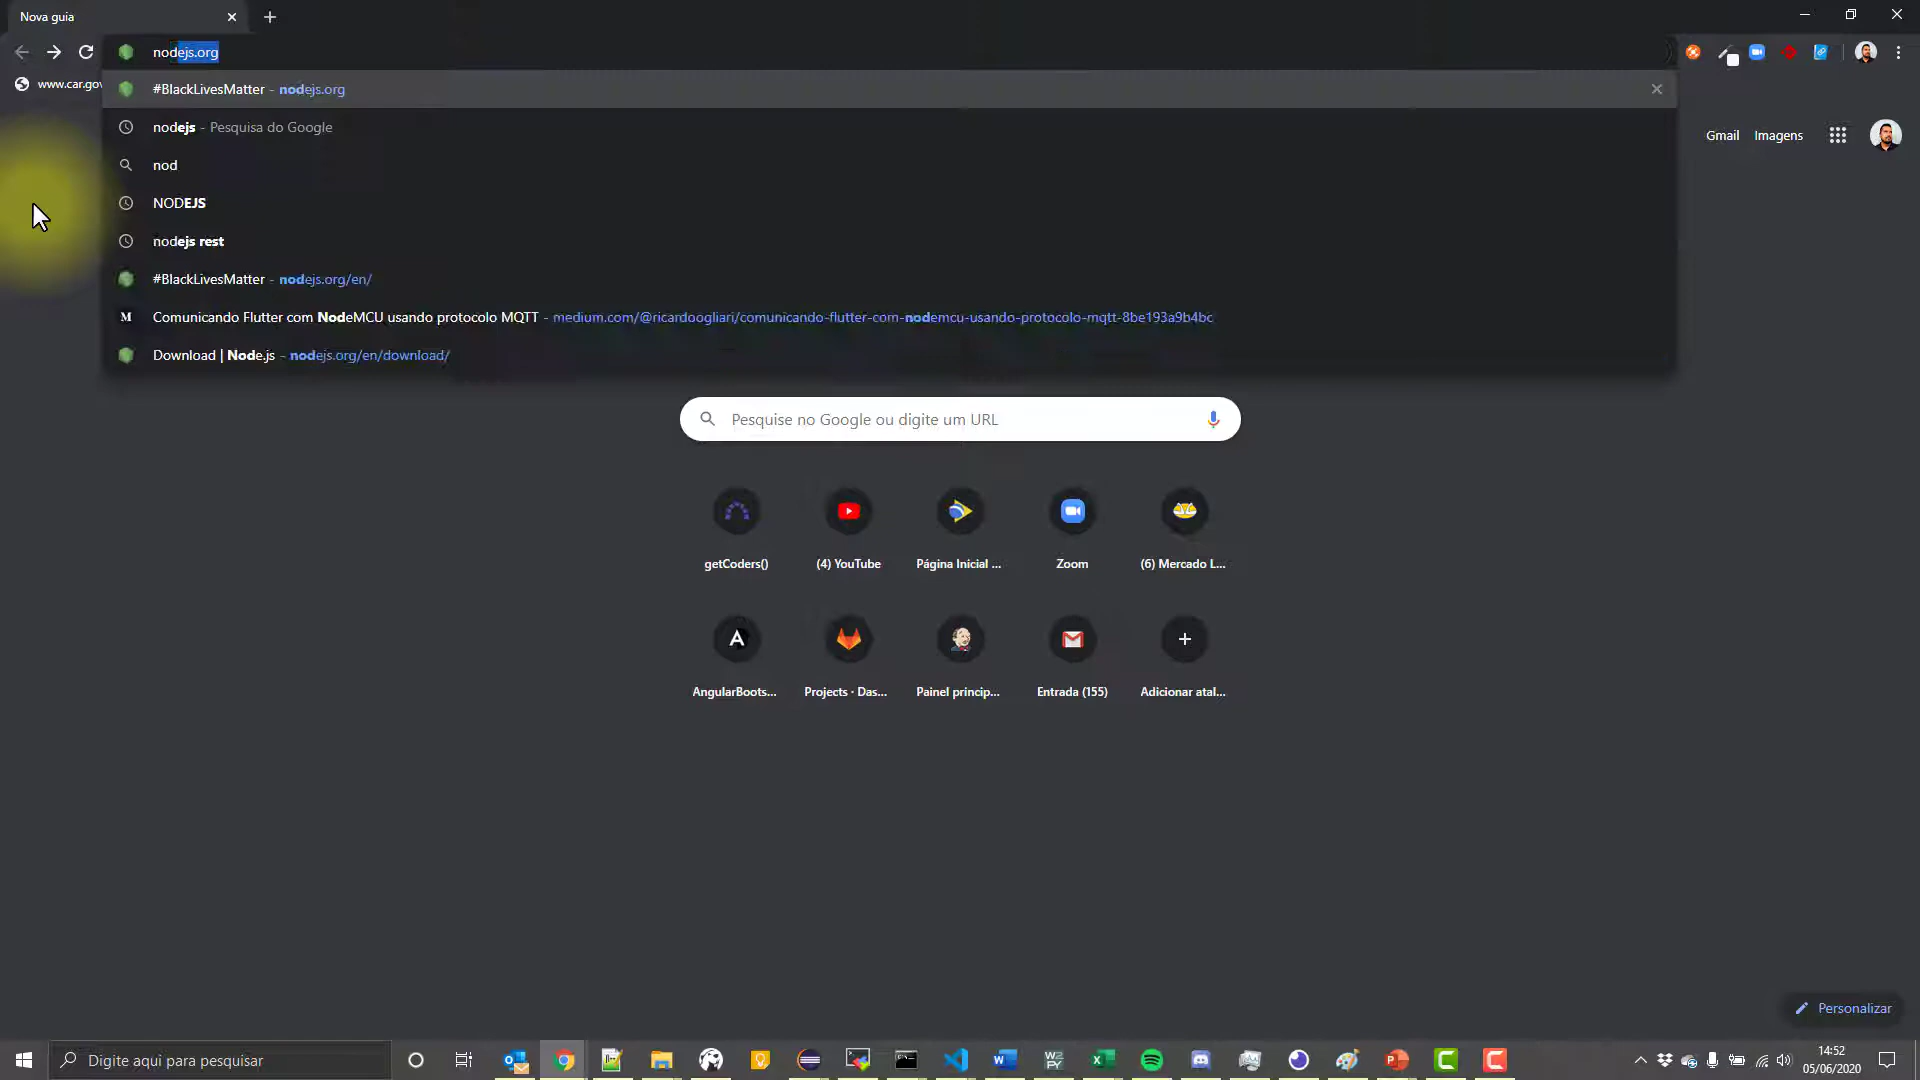 Nova guia
nodejs.org
www.car.gov
#BlackLivesMatter - nodejs.org
nodejs - Pesquisa do Google
nod
NODEJS
nodejs rest
#BlackLivesMatter - nodejs.org/en/
Comunicando Flutter com NodeMCU usando protocolo MQTT - medium.com/@ricardoogliari/comunicando-flutter-com-nodemcu-usando-protocolo-mqtt-8be193a9b4bc
Download | Node.js - nodejs.org/en/download/
Gmail Imagens
Pesquise no Google ou digite um URL
getCoders() (4) YouTube Página Inicial ... Zoom (6) Mercado L...
AngularBoots... Projects · Das... Painel princip... Entrada (155) Adicionar atal...
Personalizar
Digite aqui para pesquisar
14:52
05/06/2020